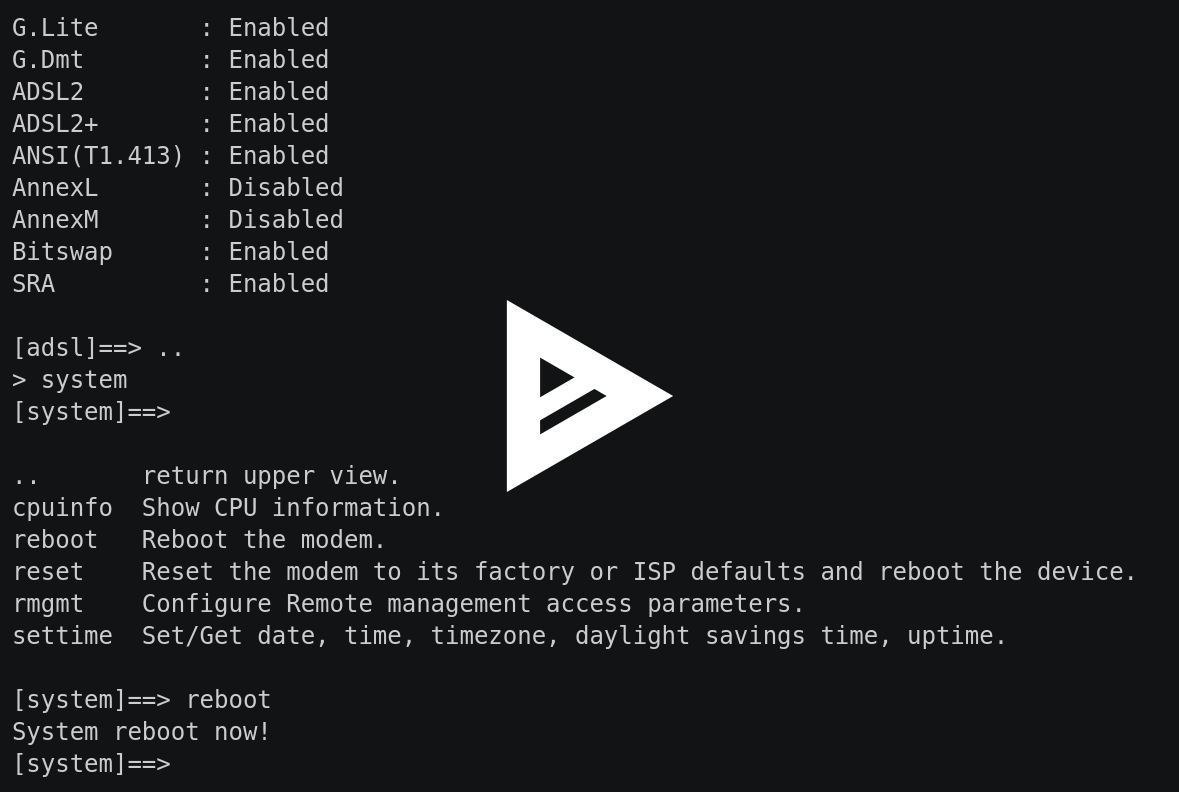 G.Lite       : Enabled
G.Dmt        : Enabled
ADSL2        : Enabled
ADSL2+       : Enabled
ANSI(T1.413) : Enabled
AnnexL       : Disabled
AnnexM       : Disabled
Bitswap      : Enabled
SRA          : Enabled
[adsl]==> ..
> system
[system]==>
..       return upper view.
cpuinfo  Show CPU information.
reboot   Reboot the modem.
reset    Reset the modem to its factory or ISP defaults and reboot the device.
rmgmt    Configure Remote management access parameters.
settime  Set/Get date, time, timezone, daylight savings time, uptime.
[system]==> reboot
System reboot now!
[system]==>